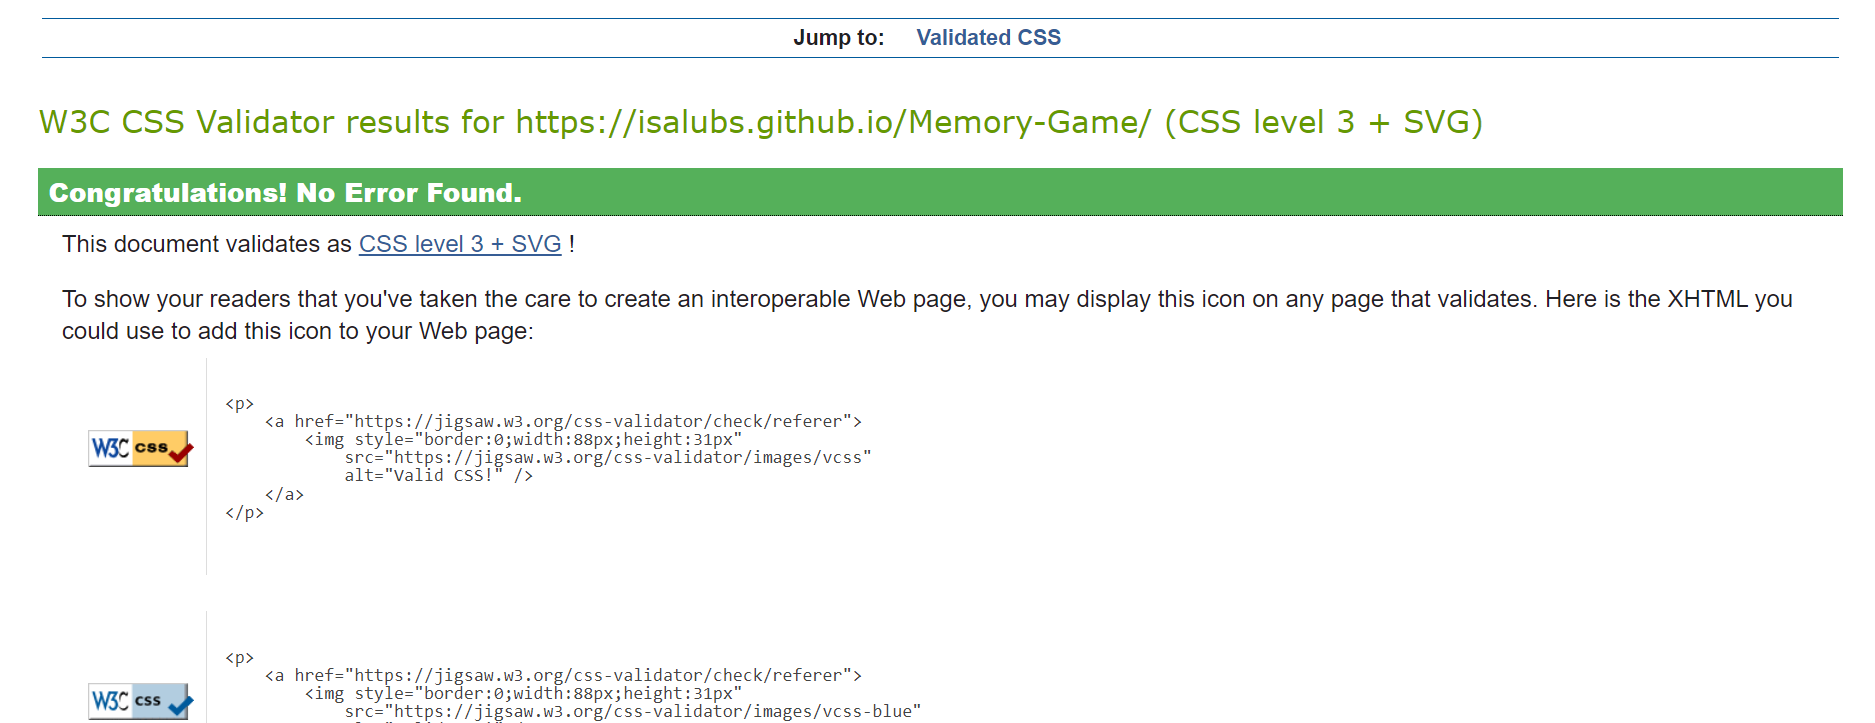 Jump to: Validated CSS
W3C CSS Validator results for https://isalubs.github.io/Memory-Game/ (CSS level 3 + SVG)
Congratulations! No Error Found.
This document validates as CSS level 3 + SVG !
To show your readers that you've taken the care to create an interoperable Web page, you may display this icon on any page that validates. Here is the XHTML you
could use to add this icon to your Web page:
W3C css
<p>
<a href="https://jigsaw.w3.org/css-validator/check/referer">
<img style="border:0;width:88px;height:31px"
src="https://jigsaw.w3.org/css-validator/images/vcss"
alt="Valid CSS!" />
</a>
</p>
W3C css
<p>
<a href="https://jigsaw.w3.org/css-validator/check/referer">
<img style="border:0;width:88px;height:31px"
src="https://jigsaw.w3.org/css-validator/images/vcss-blue"